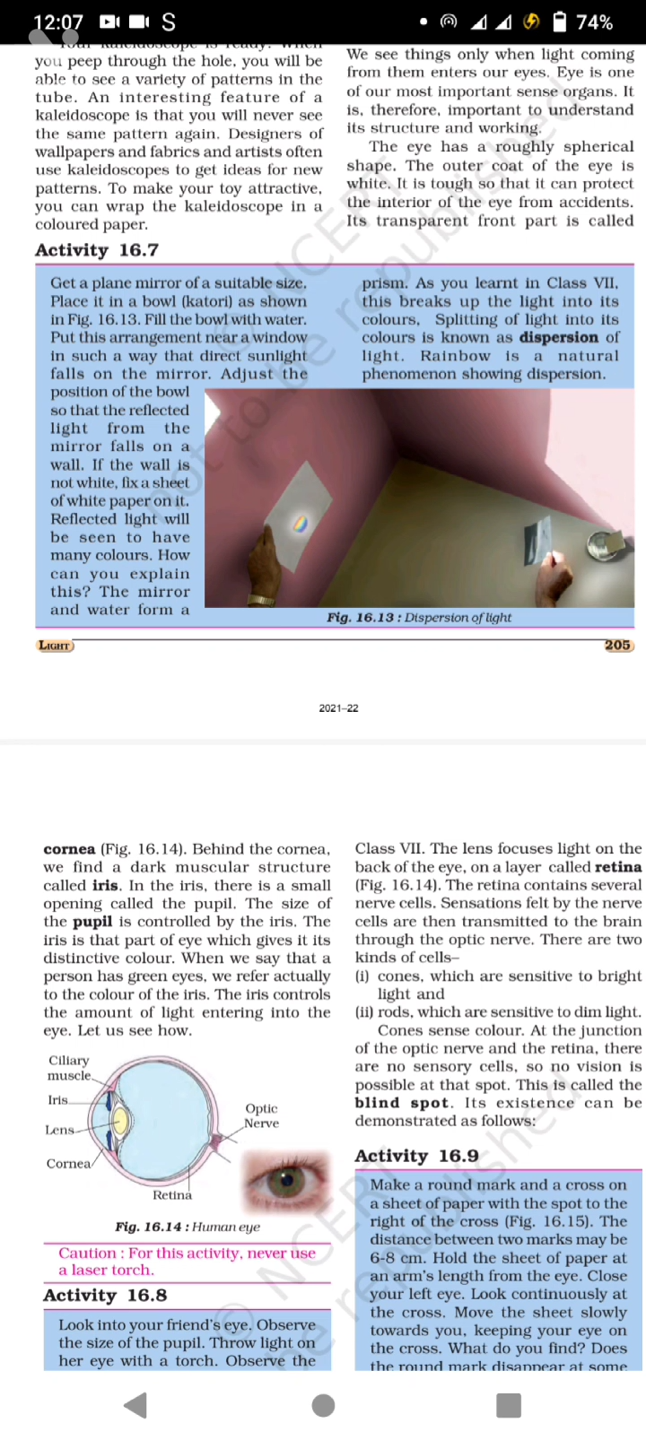 12:07 S 74%
Your kaleidoscope is ready. When
you peep through the hole, you will be
able to see a variety of patterns in the
tube. An interesting feature of a
kaleidoscope is that you will never see
the same pattern again. Designers of
wallpapers and fabrics and artists often
use kaleidoscopes to get ideas for new
patterns. To make your toy attractive,
you can wrap the kaleidoscope in a
coloured paper.
We see things only when light coming
from them enters our eyes. Eye is one
of our most important sense organs. It
is, therefore, important to understand
its structure and working.
The eye has a roughly spherical
shape. The outer coat of the eye is
white. It is tough so that it can protect
the interior of the eye from accidents.
Its transparent front part is called
Activity 16.7
Get a plane mirror of a suitable size.
Place it in a bowl (katori) as shown
in Fig. 16.13. Fill the bowl with water.
Put this arrangement near a window
in such a way that direct sunlight
falls on the mirror. Adjust the
position of the bowl
so that the reflected
light from the
mirror falls on a
wall. If the wall is
not white, fix a sheet
of white paper on it.
Reflected light will
be seen to have
many colours. How
can you explain
this? The mirror
and water form a
prism. As you learnt in Class VII,
this breaks up the light into its
colours, Splitting of light into its
colours is known as dispersion of
light. Rainbow is a natural
phenomenon showing dispersion.
Fig. 16.13 : Dispersion of light
LIGHT
205
2021–22
cornea (Fig. 16.14). Behind the cornea,
we find a dark muscular structure
called iris. In the iris, there is a small
opening called the pupil. The size of
the pupil is controlled by the iris. The
iris is that part of eye which gives it its
distinctive colour. When we say that a
person has green eyes, we refer actually
to the colour of the iris. The iris controls
the amount of light entering into the
eye. Let us see how.
Ciliary
muscle
Iris
Lens
Cornea
Optic
Nerve
Retina
Fig. 16.14 : Human eye
Caution : For this activity, never use
a laser torch.
Activity 16.8
Look into your friend's eye. Observe
the size of the pupil. Throw light on
her eye with a torch. Observe the
Class VII. The lens focuses light on the
back of the eye, on a layer called retina
(Fig. 16.14). The retina contains several
nerve cells. Sensations felt by the nerve
cells are then transmitted to the brain
through the optic nerve. There are two
kinds of cells–
(i) cones, which are sensitive to bright
light and
(ii) rods, which are sensitive to dim light.
Cones sense colour. At the junction
of the optic nerve and the retina, there
are no sensory cells, so no vision is
possible at that spot. This is called the
blind spot. Its existence can be
demonstrated as follows:
Activity 16.9
Make a round mark and a cross on
a sheet of paper with the spot to the
right of the cross (Fig. 16.15). The
distance between two marks may be
6-8 cm. Hold the sheet of paper at
an arm's length from the eye. Close
your left eye. Look continuously at
the cross. Move the sheet slowly
towards you, keeping your eye on
the cross. What do you find? Does
the round mark disappear at some
© NCERT
not to be republished
© NCERT
be republished